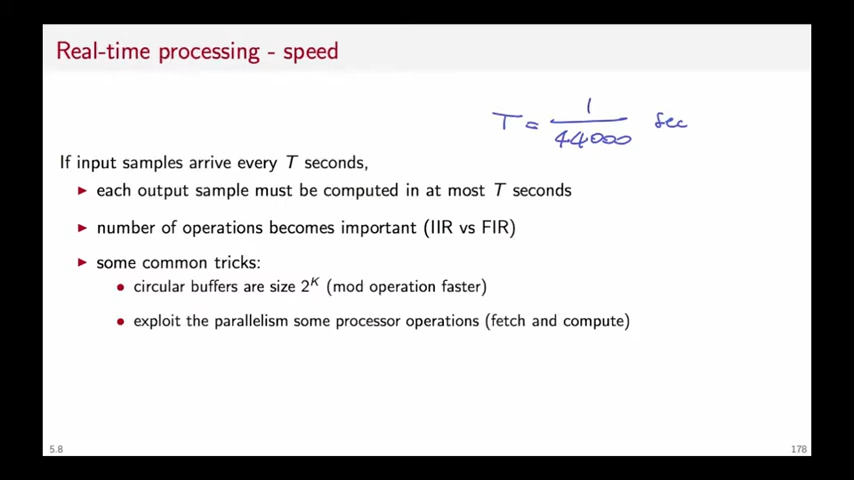 Real-time processing - speed
T = 1/44000 sec
If input samples arrive every T seconds,
▶ each output sample must be computed in at most T seconds
▶ number of operations becomes important (IIR vs FIR)
▶ some common tricks:
• circular buffers are size 2^K (mod operation faster)
• exploit the parallelism some processor operations (fetch and compute)
5.8
178